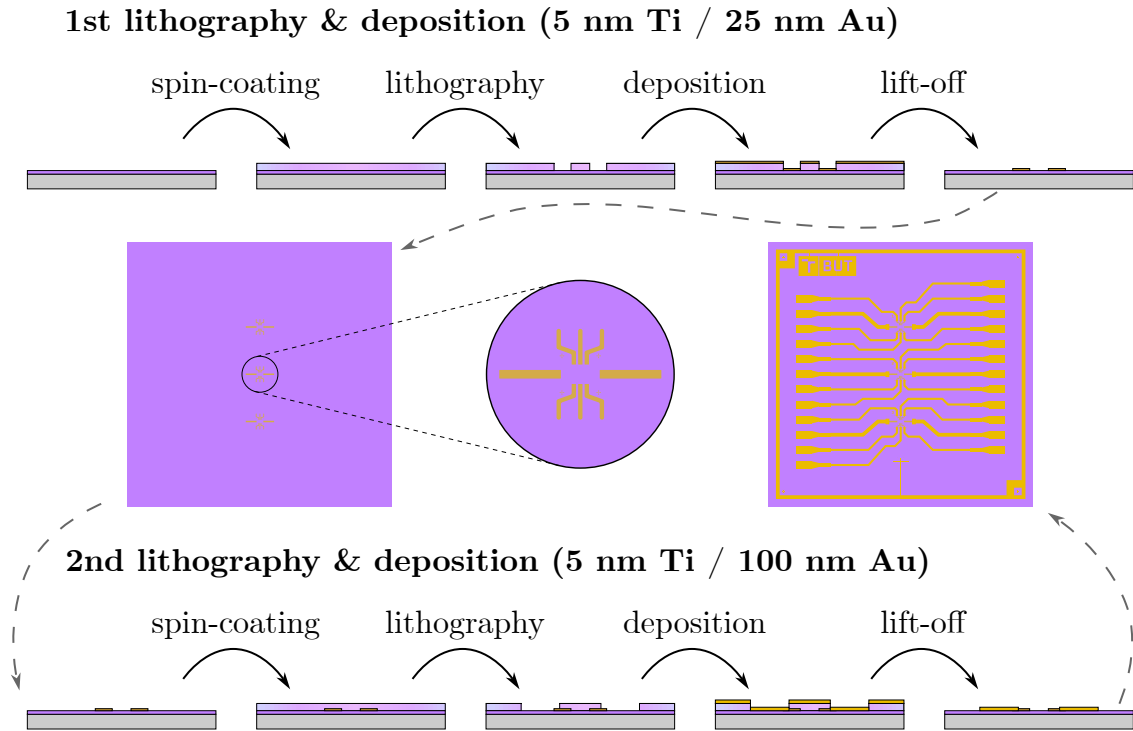 1st lithography & deposition (5 nm Ti / 25 nm Au)
spin-coating lithography deposition lift-off
BUT
2nd lithography & deposition (5 nm Ti / 100 nm Au)
spin-coating lithography deposition lift-off